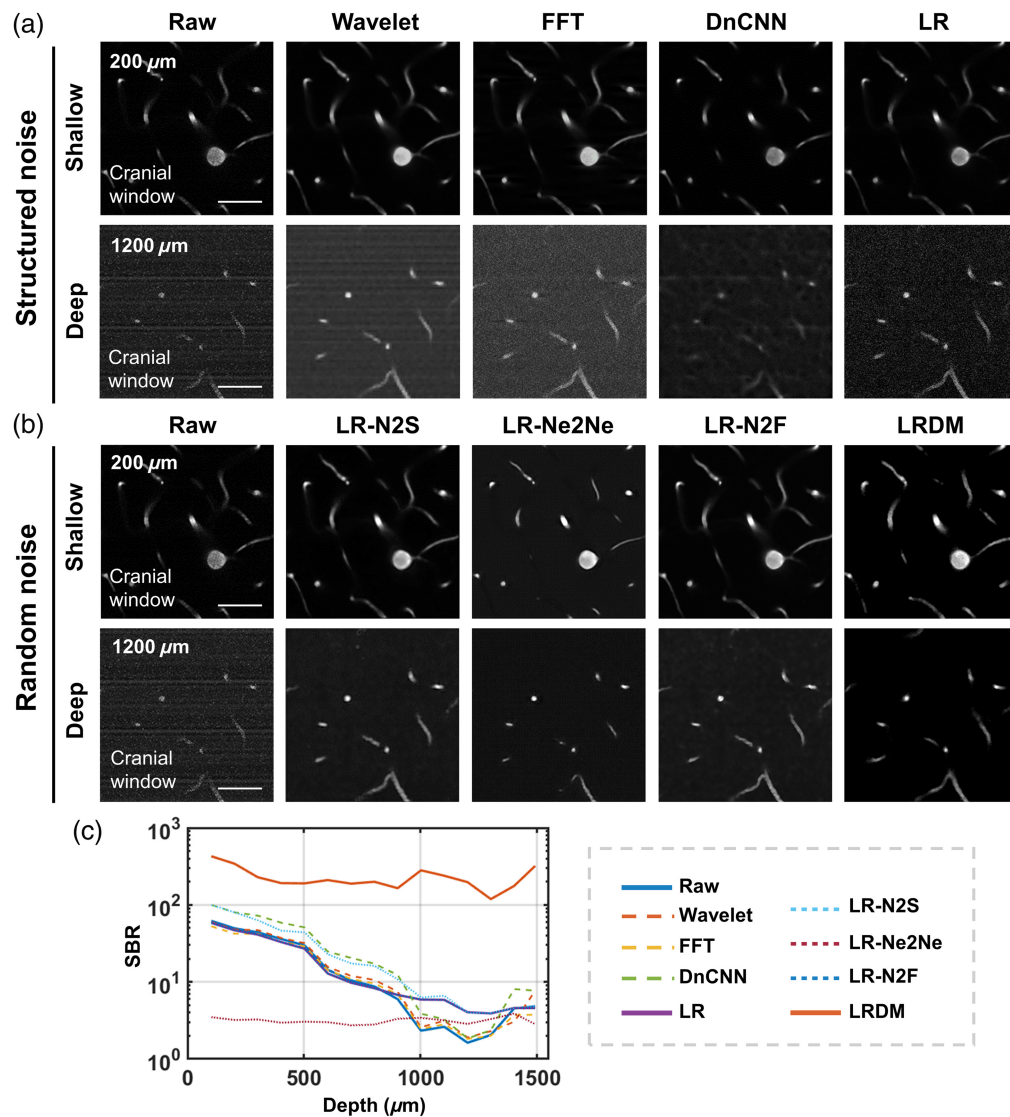 (a)
Raw Wavelet FFT DnCNN LR
Structured noise
Shallow
200 µm
Cranial
window
Deep
1200 µm
Cranial
window
(b)
Raw LR-N2S LR-Ne2Ne LR-N2F LRDM
Random noise
Shallow
200 µm
Cranial
window
Deep
1200 µm
Cranial
window
(c)
SBR
10³
10²
10¹
10⁰
0 500 1000 1500
Depth (µm)
Raw
Wavelet
FFT
DnCNN
LR
LR-N2S
LR-Ne2Ne
LR-N2F
LRDM